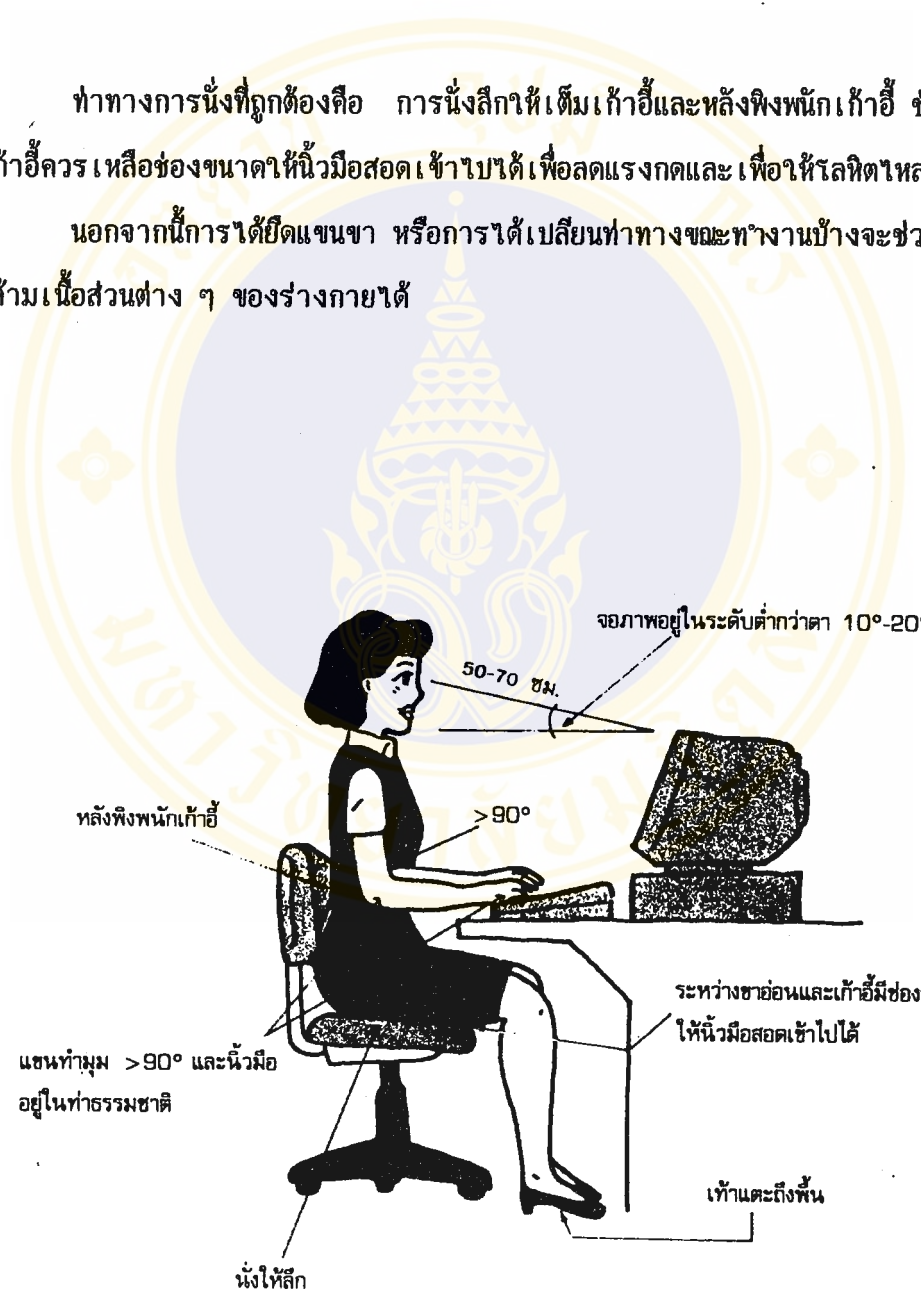 ท่าทางการนั่งที่ถูกต้องคือ การนั่งลึกให้เต็มเก้าอี้และหลังพิงพนักเก้าอี้
ก้าอี้ควรเหลือช่องขนาดให้นิ้วมือสอดเข้าไปได้เพื่อลดแรงกดและเพื่อให้โลหิตไหล
นอกจากนี้การได้ยืดแขนขา หรือการได้เปลี่ยนท่าทางขณะทำงานบ้างจะช่ว
ล้ามเนื้อส่วนต่าง ๆ ของร่างกายได้
จอภาพอยู่ในระดับต่ำกว่าตา 10°-20°
50-70 ซม.
หลังพิงพนักเก้าอี้
>90°
ระหว่างขาอ่อนและเก้าอี้มีช่อง
ให้นิ้วมือสอดเข้าไปได้
แขนทำมุม >90° และนิ้วมือ
อยู่ในท่าธรรมชาติ
เท้าแตะถึงพื้น
นั่งให้ลึก
มหาวิทยาลัยมหิดล